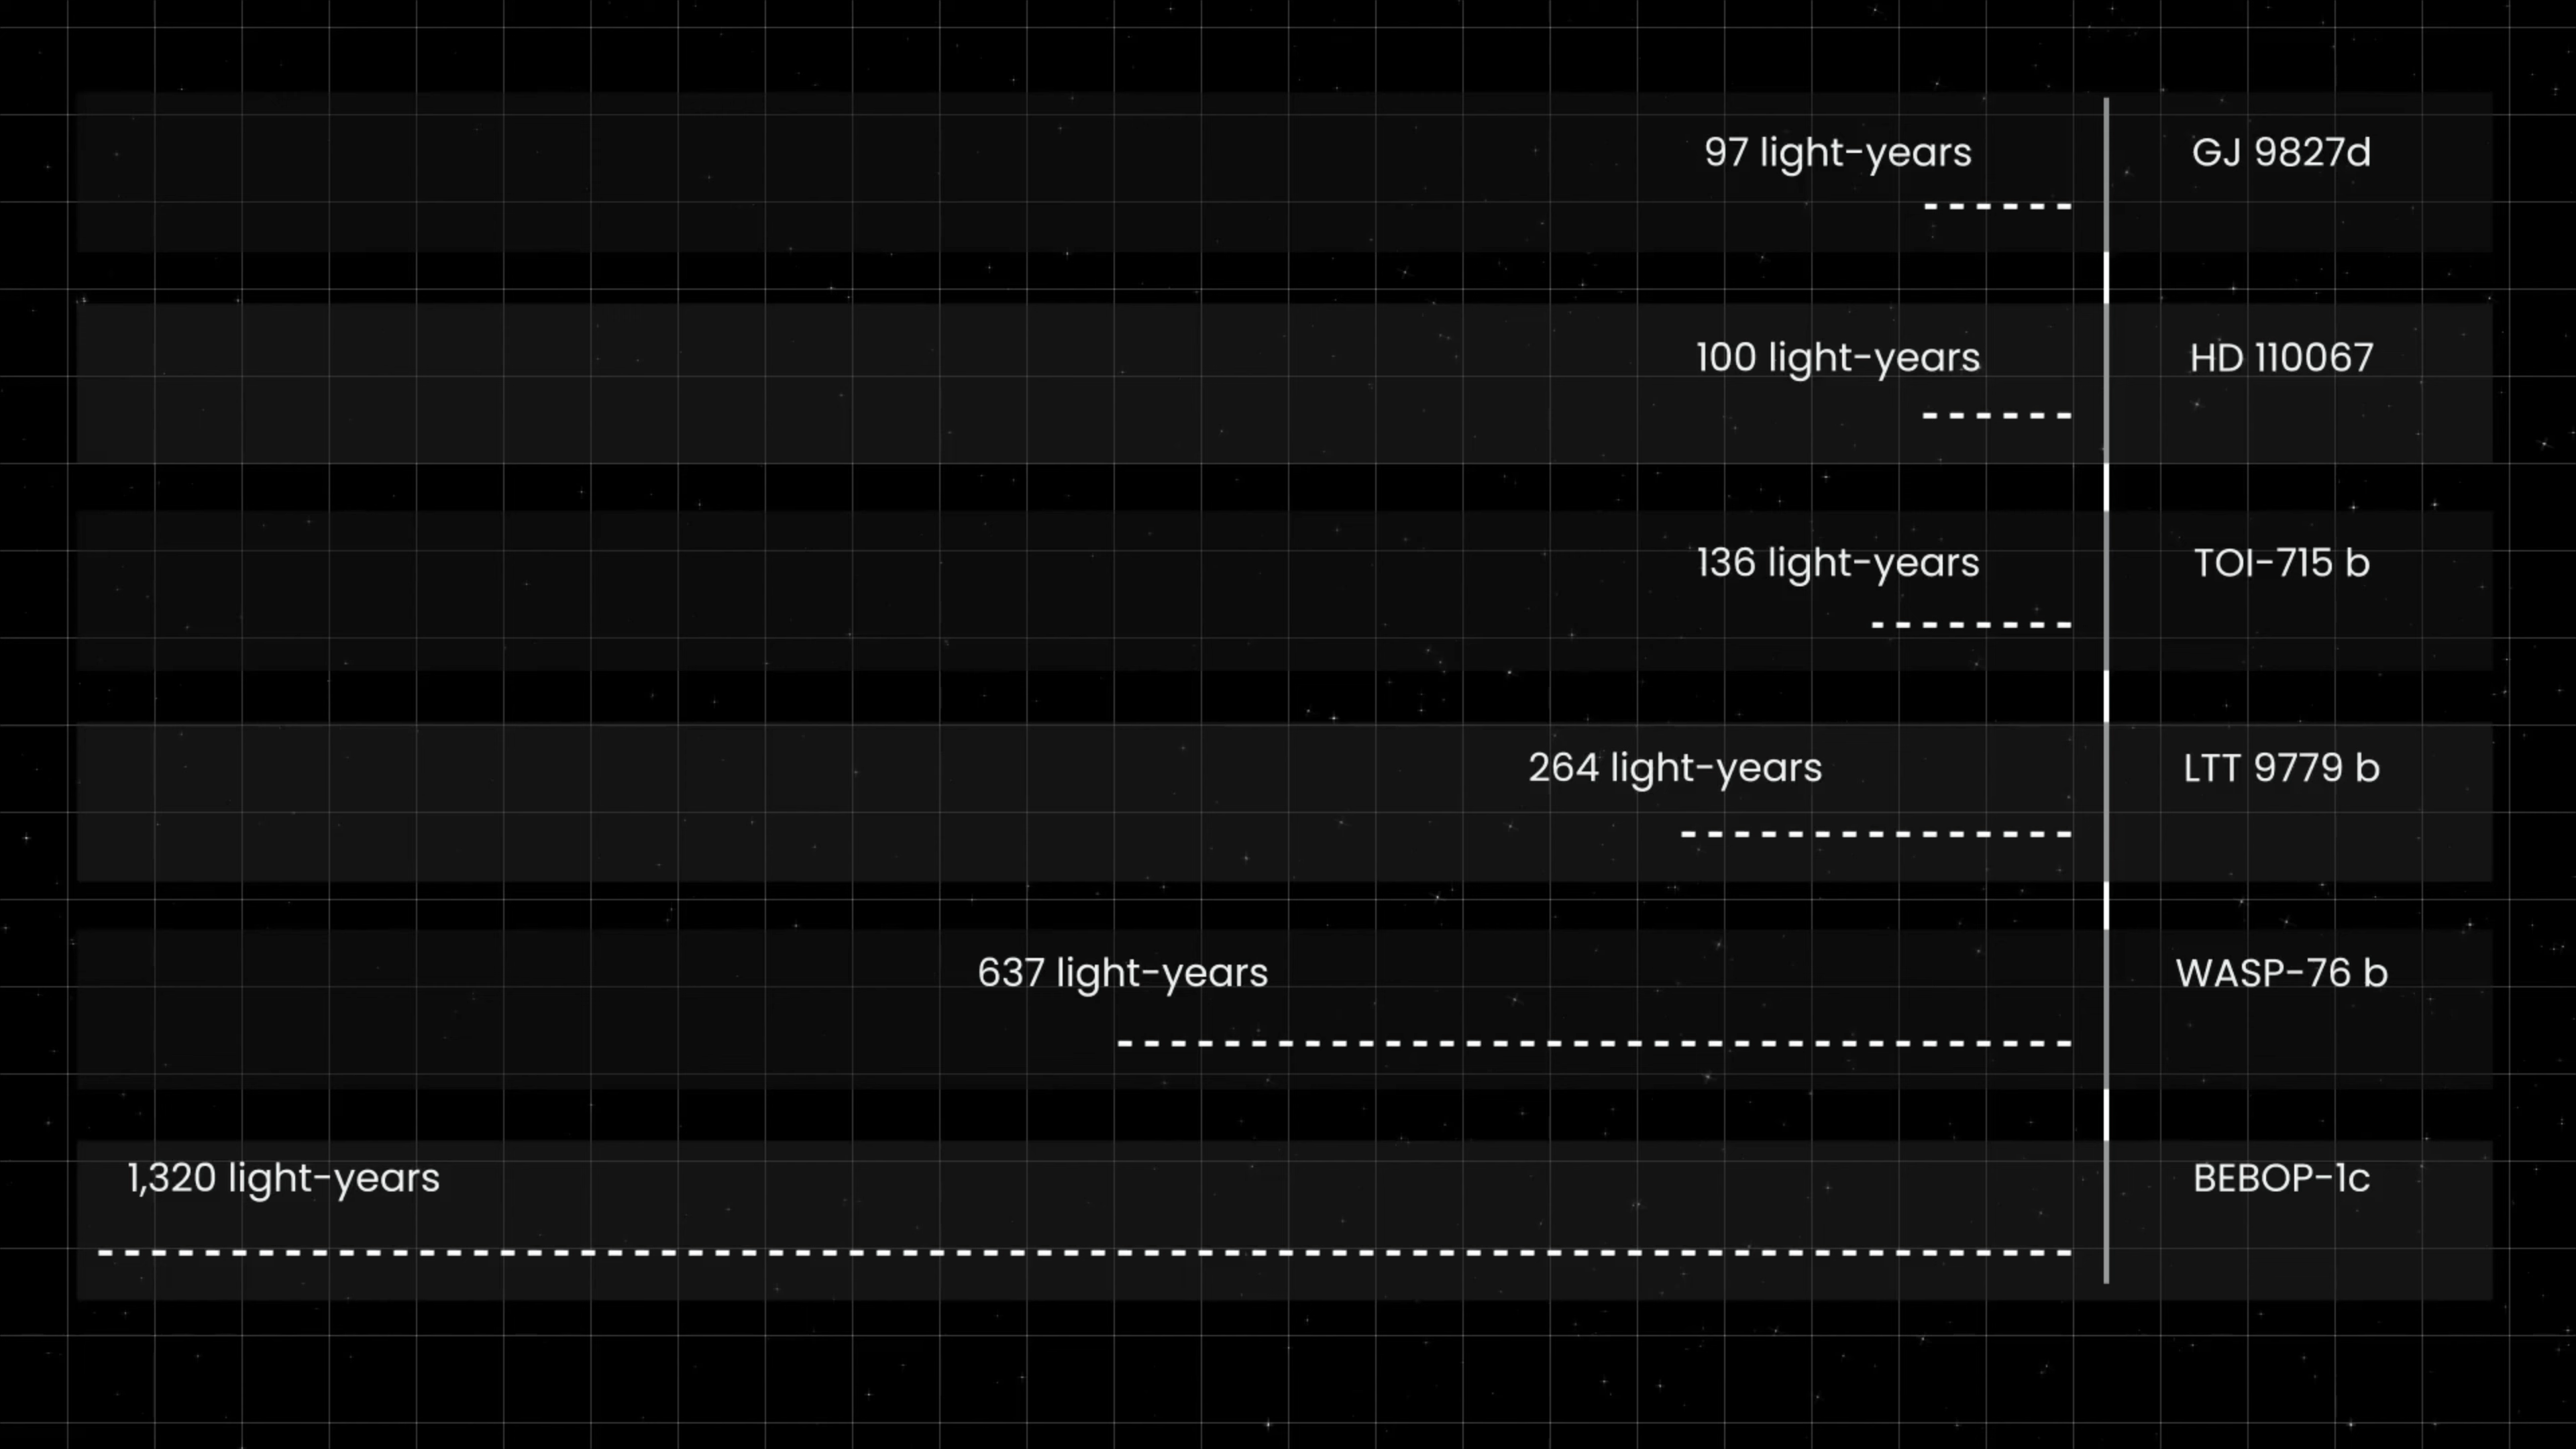 97 light-years GJ 9827d
100 light-years HD 110067
136 light-years TOI-715 b
264 light-years LTT 9779 b
637 light-years WASP-76 b
1,320 light-years BEBOP-1c